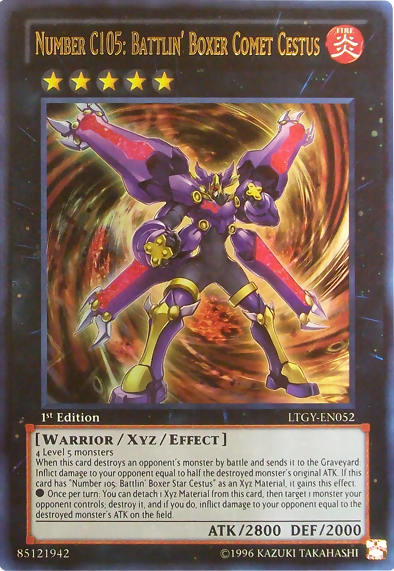 NUMBER C105: BATTLIN' BOXER COMET CESTUS
FIRE
炎
1st Edition
LTGY-EN052
[WARRIOR / XYZ / EFFECT]
4 Level 5 monsters
When this card destroys an opponent's monster by battle and sends it to the Graveyard:
Inflict damage to your opponent equal to half the destroyed monster's original ATK. If this
card has "Number 105: Battlin' Boxer Star Cestus" as an Xyz Material, it gains this effect.
● Once per turn: You can detach 1 Xyz Material from this card, then target 1 monster your
opponent controls; destroy it, and if you do, inflict damage to your opponent equal to the
destroyed monster's ATK on the field.
ATK/2800 DEF/2000
85121942
©1996 KAZUKI TAKAHASHI